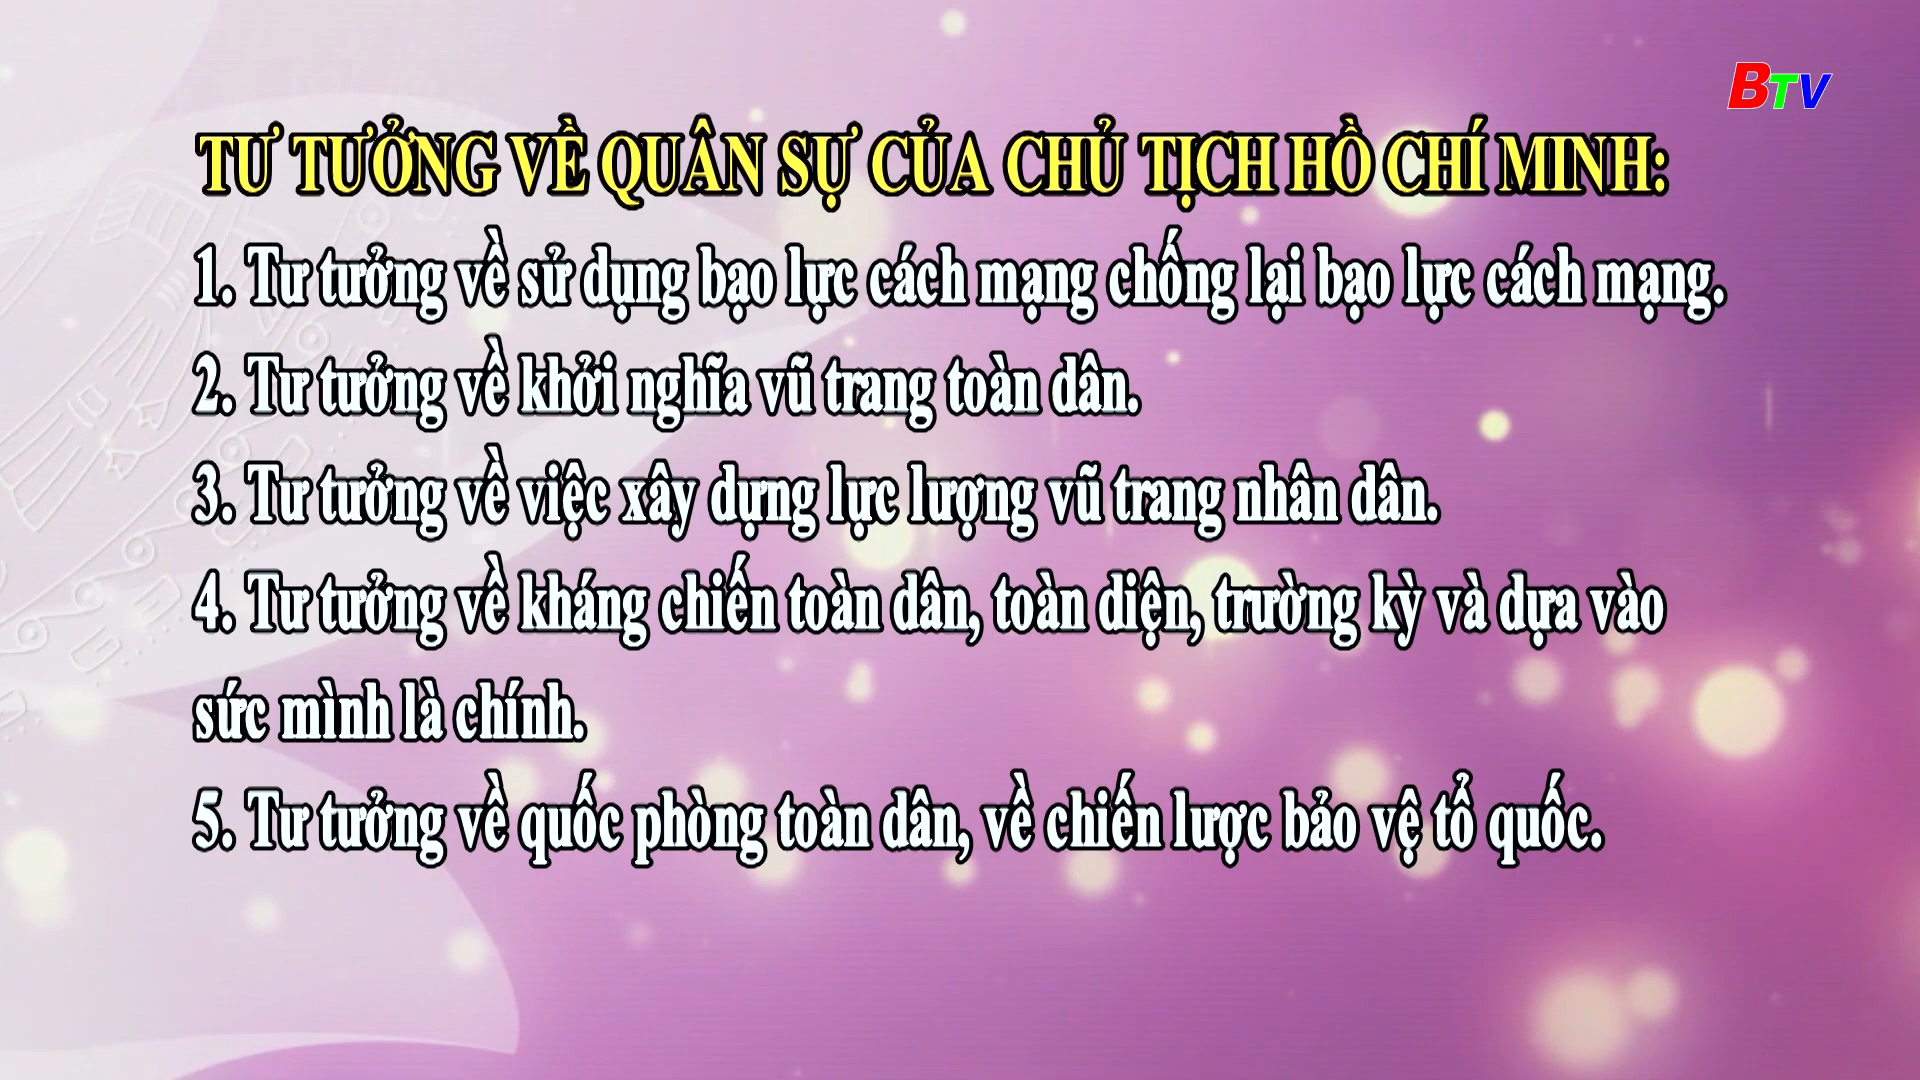 BTV
TƯ TƯỞNG VỀ QUÂN SỰ CỦA CHỦ TỊCH HỒ CHÍ MINH:
1. Tư tưởng về sử dụng bạo lực cách mạng chống lại bạo lực cách mạng.
2. Tư tưởng về khởi nghĩa vũ trang toàn dân.
3. Tư tưởng về việc xây dựng lực lượng vũ trang nhân dân.
4. Tư tưởng về kháng chiến toàn dân, toàn diện, trường kỳ và dựa vào
sức mình là chính.
5. Tư tưởng về quốc phòng toàn dân, về chiến lược bảo vệ tổ quốc.